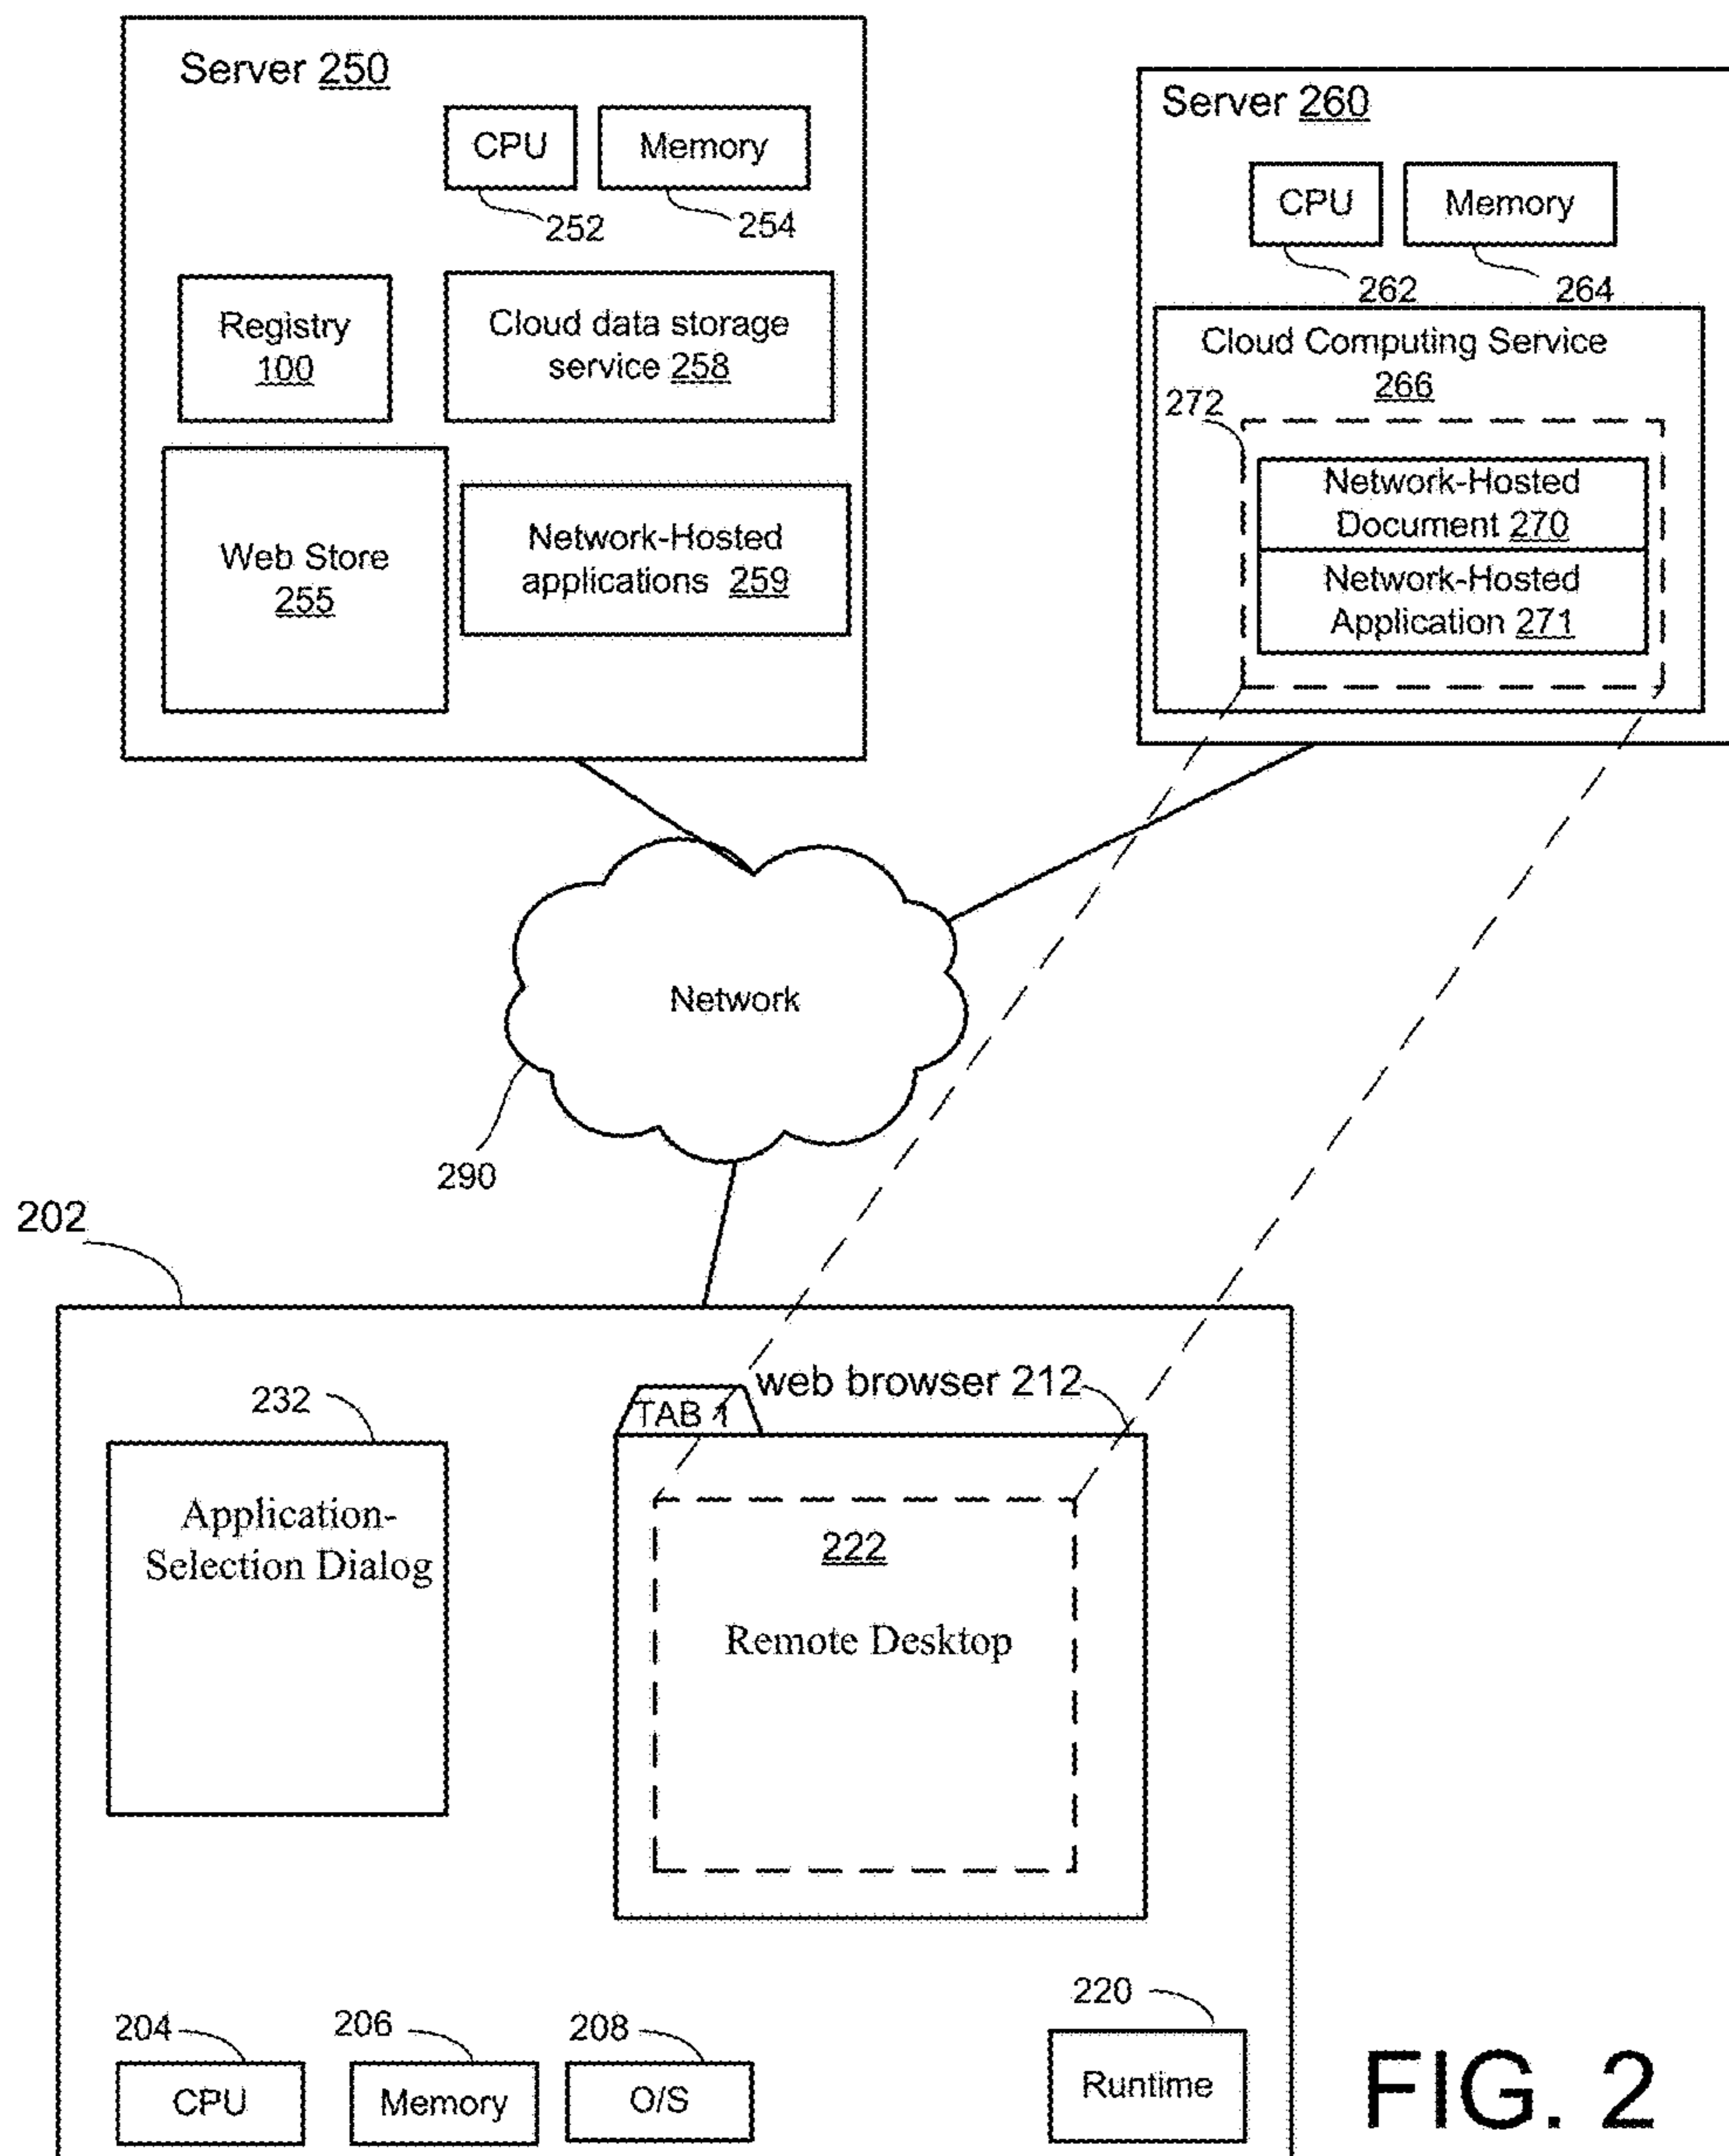 Server 250
CPU
Memory
252
254
Registry
100
Cloud data storage
service 258
Web Store
255
Network-Hosted
applications 259
Server 260
CPU
Memory
262
264
Cloud Computing Service
266
272
Network-Hosted
Document 270
Network-Hosted
Application 271
Network
290
202
232
Application-
Selection Dialog
web browser 212
TAB 1
222
Remote Desktop
204
CPU
206
Memory
208
O/S
220
Runtime
FIG. 2